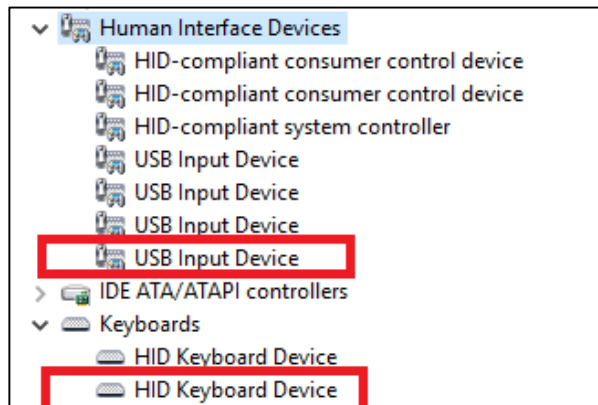 Human Interface Devices
HID-compliant consumer control device
HID-compliant consumer control device
HID-compliant system controller
USB Input Device
USB Input Device
USB Input Device
USB Input Device
IDE ATA/ATAPI controllers
Keyboards
HID Keyboard Device
HID Keyboard Device